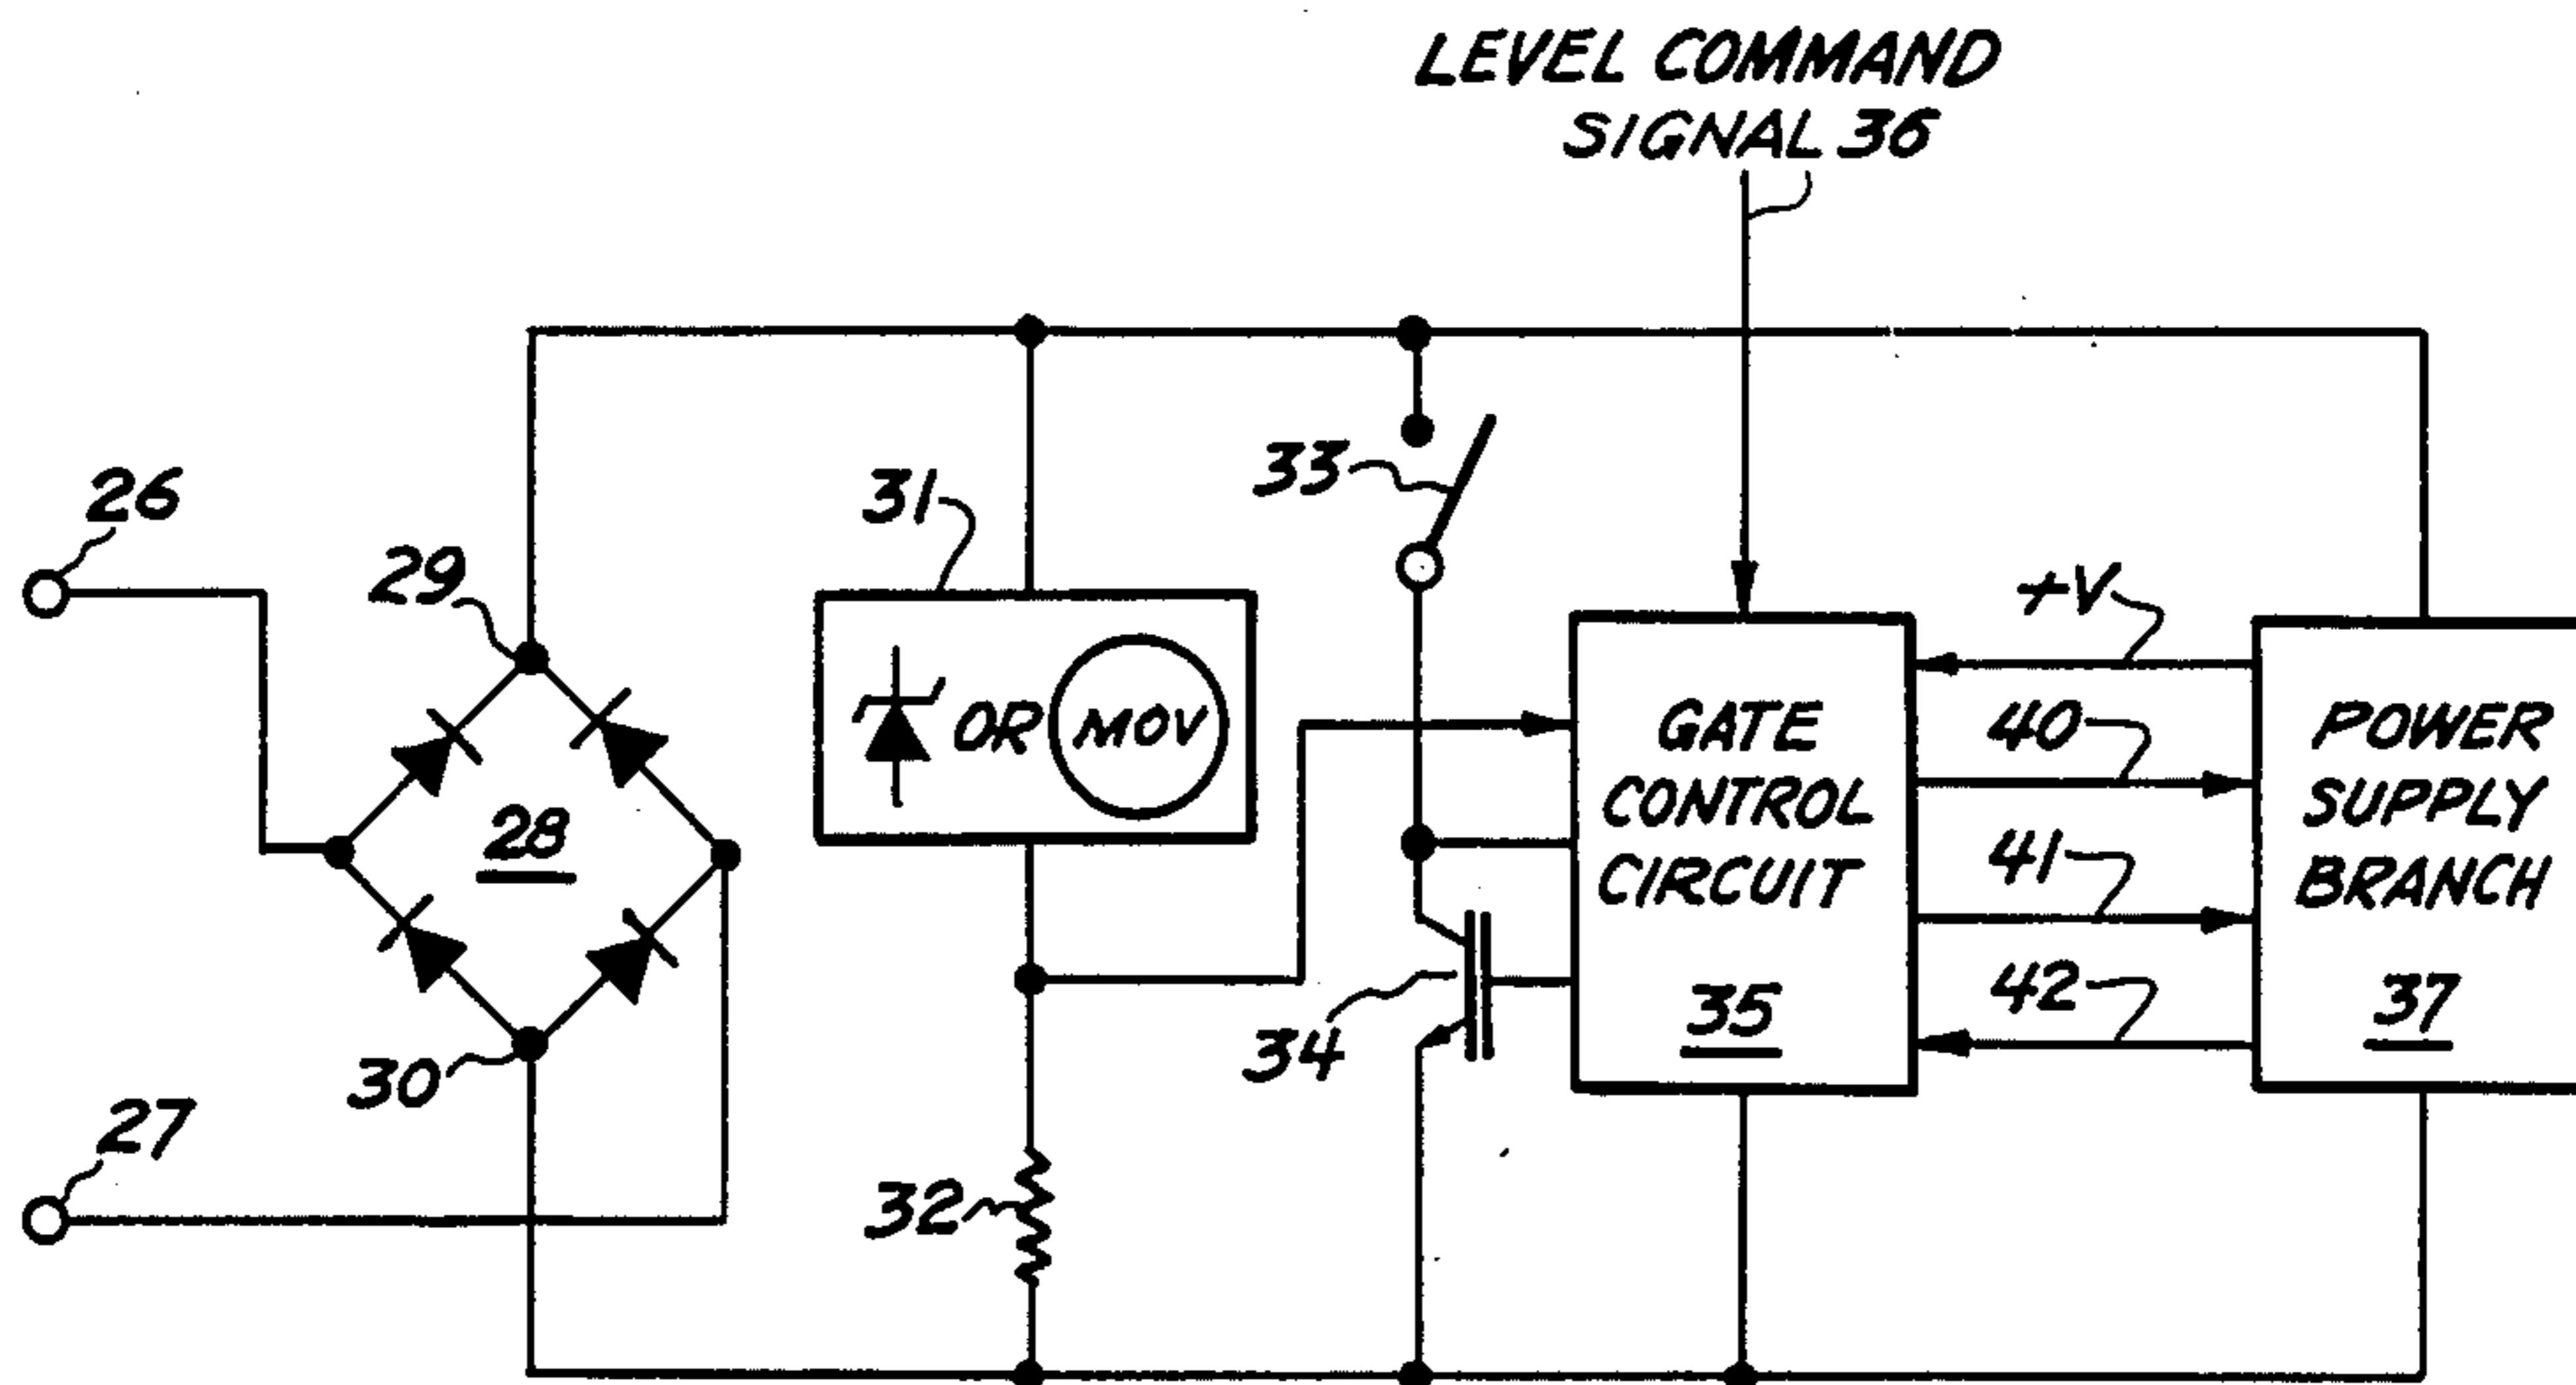 LEVEL COMMAND
SIGNAL 36
26
29
31
33
OR MOV
28
30
27
32
34
GATE
CONTROL
CIRCUIT
35
+V
40
41
42
POWER
SUPPLY
BRANCH
37